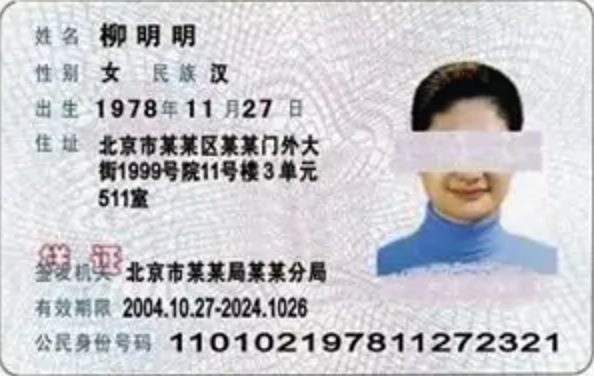 姓名 柳明明
性别 女 民族 汉
出生 1978年11月27日
住址 北京市某某区某某门外大
街1999号院11号楼3单元
511室
样证
签发机关 北京市某某局某某分局
有效期限 2004.10.27-2024.1026
公民身份号码 110102197811272321